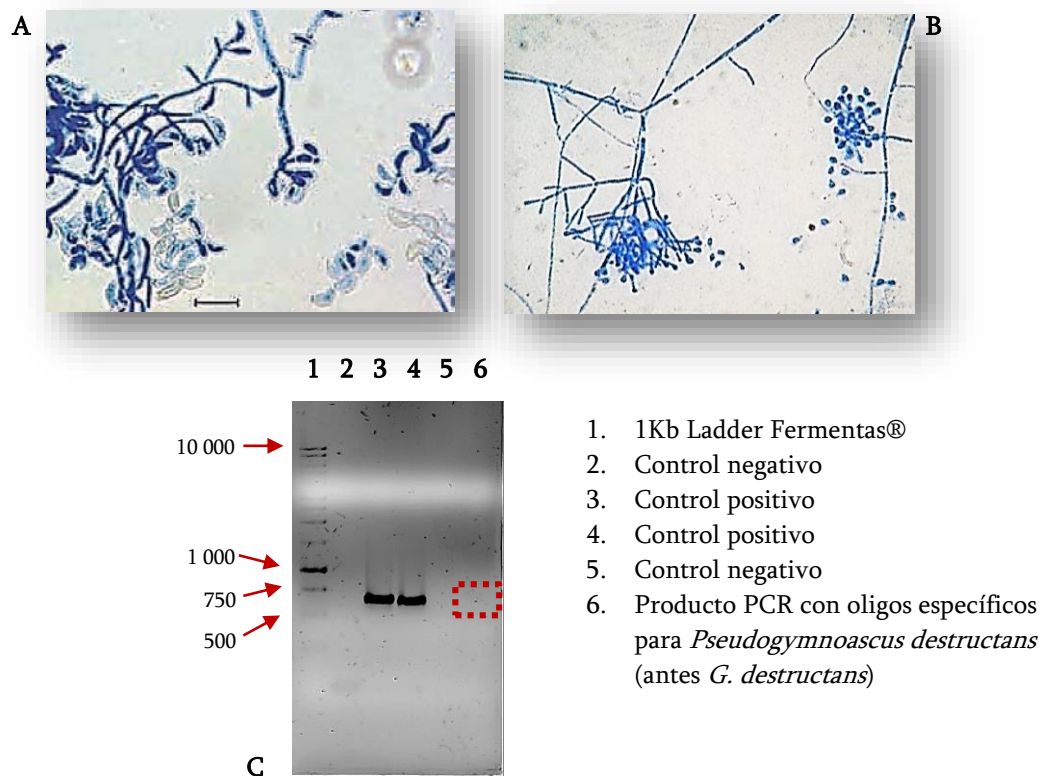 A
B
1 2 3 4 5 6
10 000
1 000
750
500
C
1. 1Kb Ladder Fermentas®
2. Control negativo
3. Control positivo
4. Control positivo
5. Control negativo
6. Producto PCR con oligos específicos
para Pseudogymnoascus destructans
(antes G. destructans)